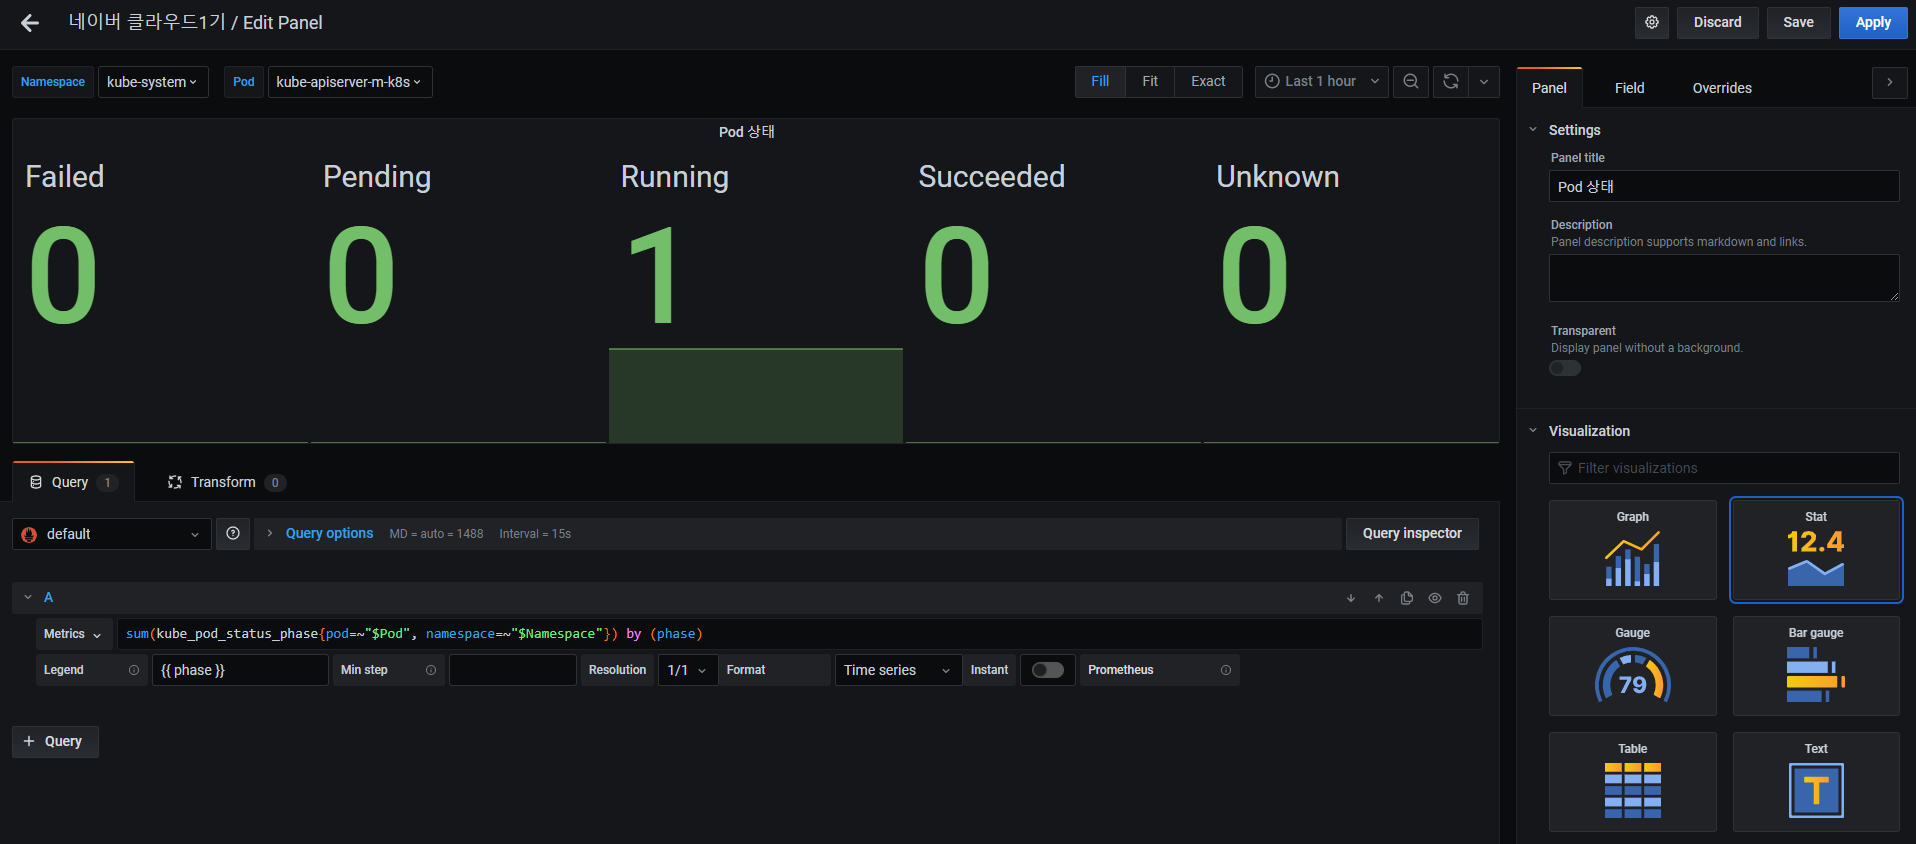 네이버 클라우드1기 / Edit Panel
Discard
Save
Apply
Namespace
kube-system
Pod
kube-apiserver-m-k8s
Fill
Fit
Exact
Last 1 hour
Panel
Field
Overrides
Pod 상태
Failed
Pending
Running
Succeeded
Unknown
0
0
1
0
0
Settings
Panel title
Pod 상태
Description
Panel description supports markdown and links.
Transparent
Display panel without a background.
Visualization
Filter visualizations
Graph
Stat
12.4
Gauge
79
Bar gauge
Table
Text
T
Query 1
Transform 0
default
Query options
MD = auto = 1488
Interval = 15s
Query inspector
A
Metrics
sum(kube_pod_status_phase{pod=~"$Pod", namespace=~"$Namespace"}) by (phase)
Legend
{{ phase }}
Min step
Resolution
1/1
Format
Time series
Instant
Prometheus
+ Query